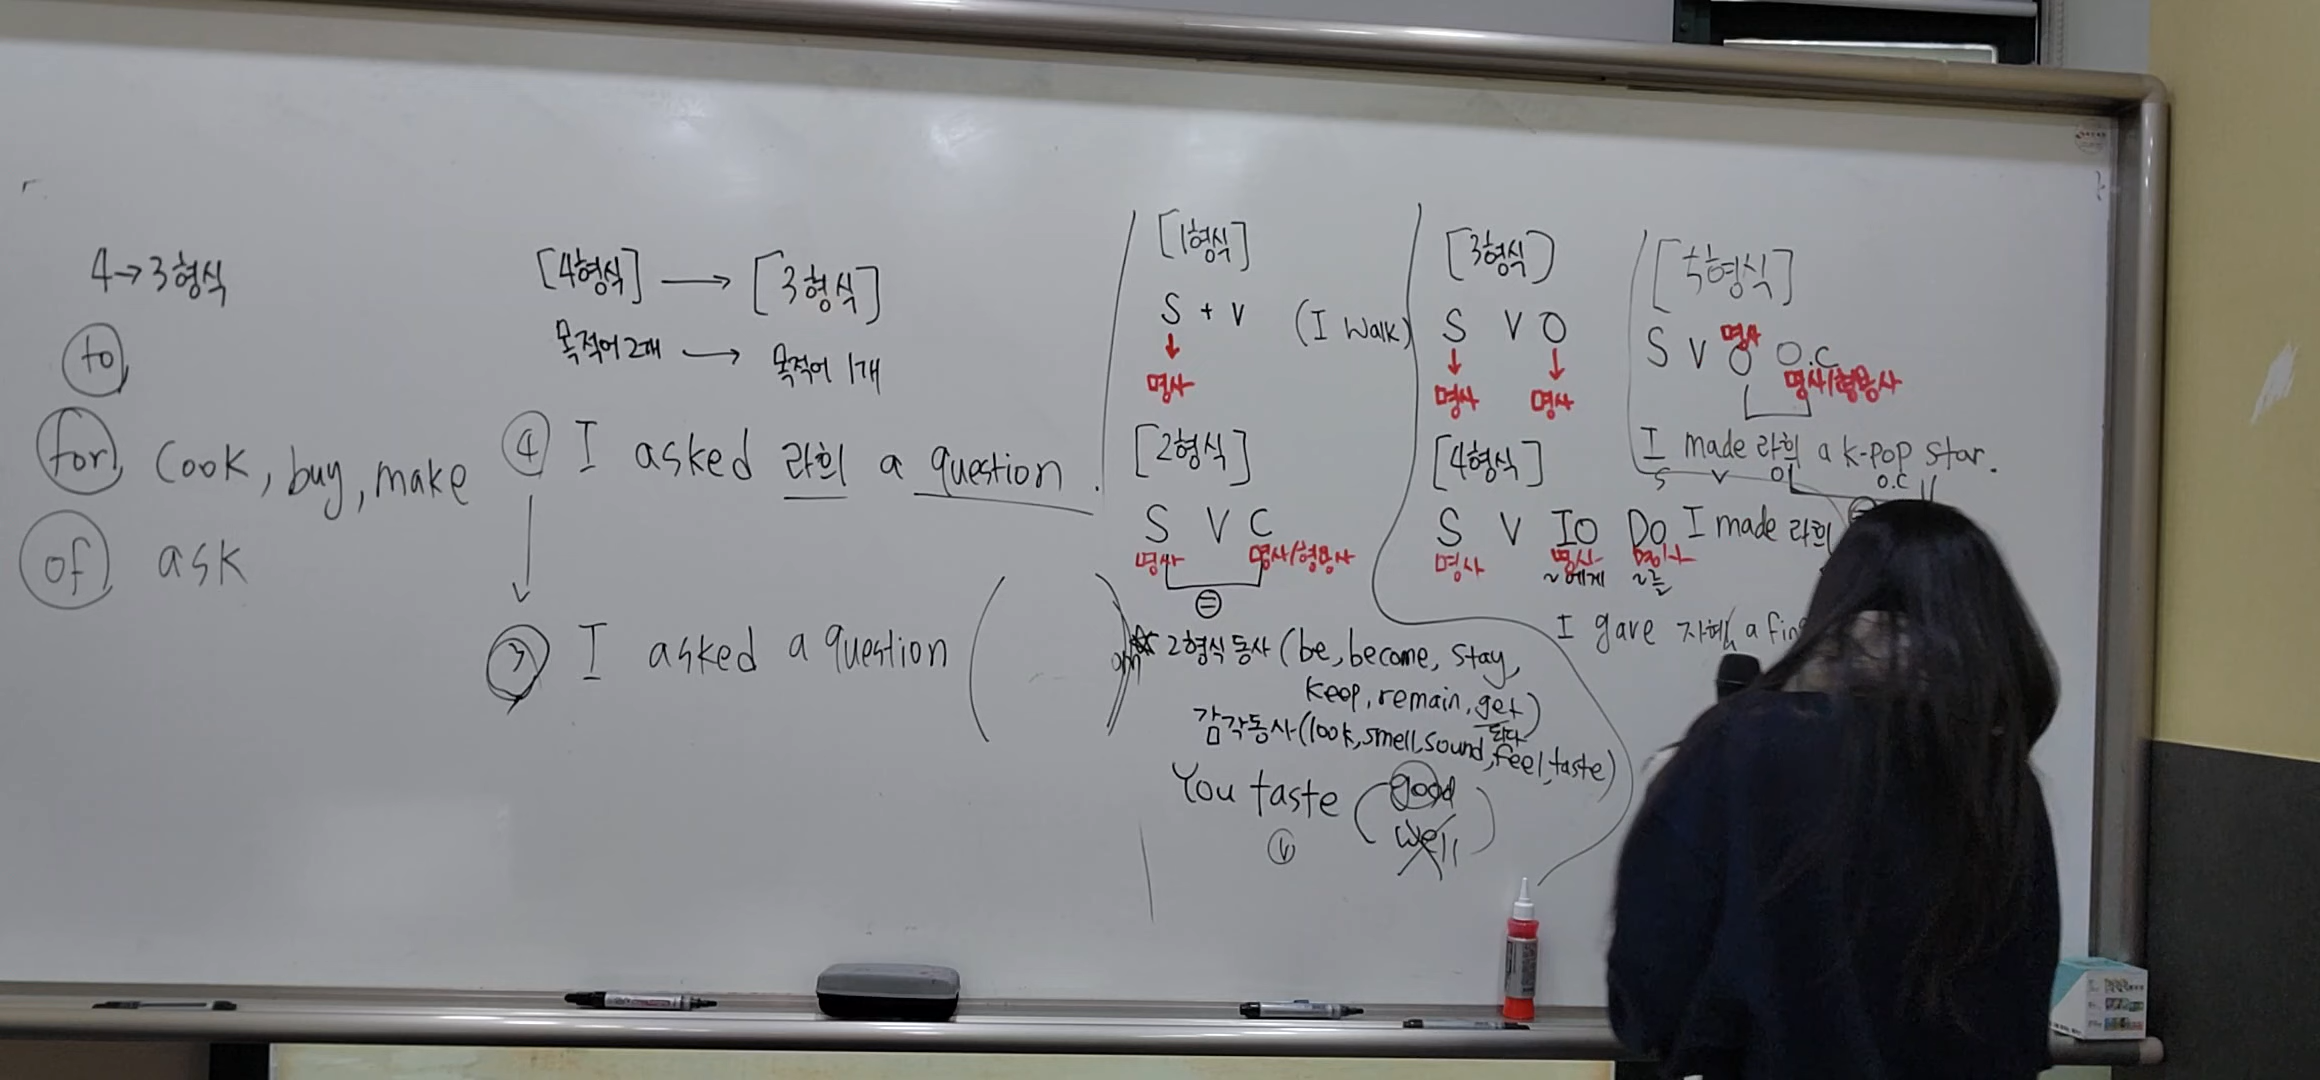 4→3형식
to
for cook, buy, make
of ask
[4형식] → [3형식]
목적어 2개 → 목적어 1개
④ I asked 라희 a question.
③ I asked a question ( )
[1형식]
S + V (I walk)
명사
[2형식]
S V C
명사 명사/형용사
=
☆ 2형식 동사 (be, become, stay,
keep, remain, get)
되다
감각동사 (look, smell, sound, feel, taste)
You taste (good
well)
ⓥ
[3형식]
S V O
명사 명사
[4형식]
S V IO DO
명사 명사 명사
~에게 ~를
I gave 자혜 a
[5형식]
S V O O.C
명사 명사/형용사
I made 라희 a k-pop star.
S V O O.C
I made 라희